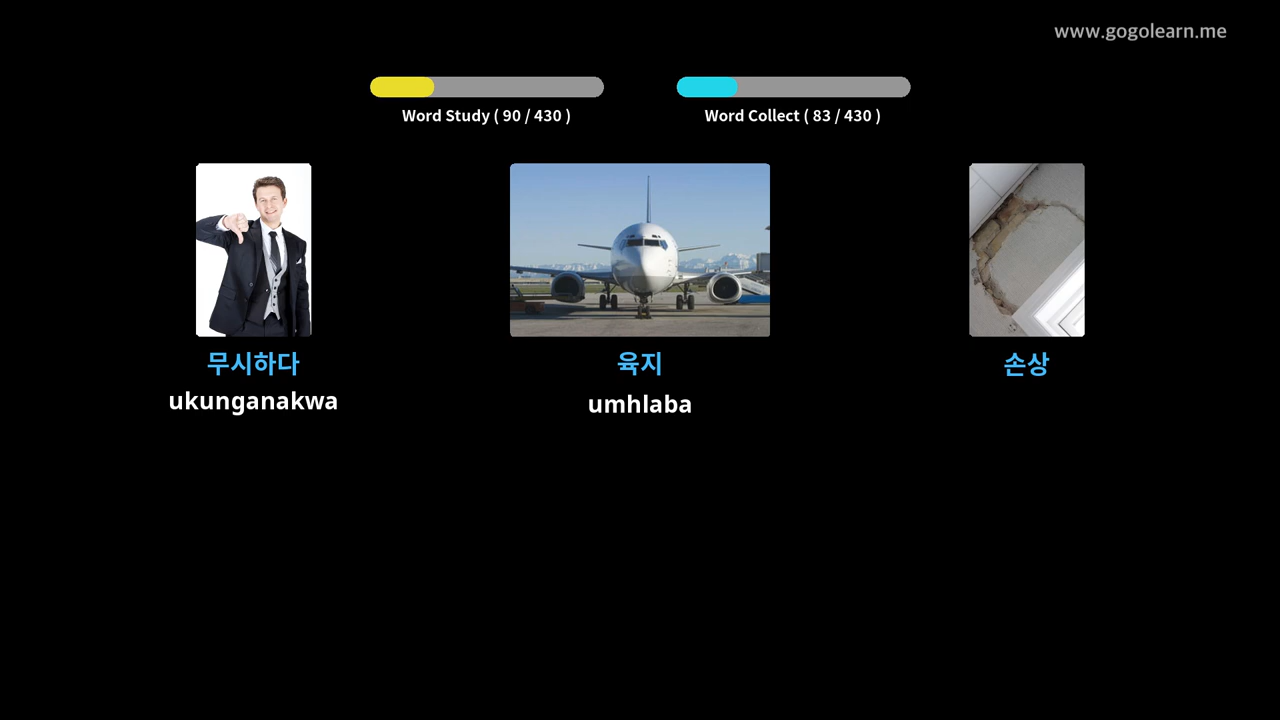 www.gogolearn.me
Word Study ( 90 / 430 )
Word Collect ( 83 / 430 )
무시하다
육지
손상
ukunganakwa
umhlaba